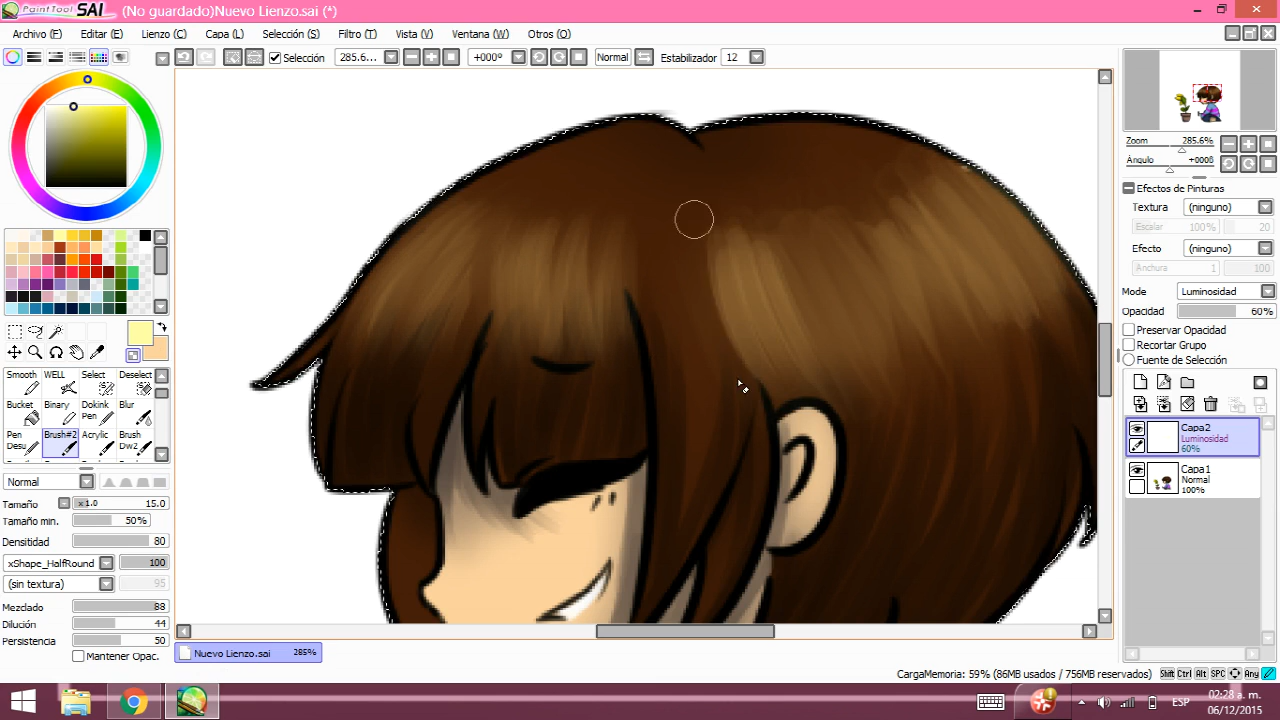 PaintTool SAI (No guardado)Nuevo Lienzo.sai (*)
Archivo (F) Editar (E) Lienzo (C) Capa (L) Selección (S) Filtro (T) Vista (V) Ventana (W) Otros (O)
Selección 285.6... +000º Normal Estabilizador 12
Zoom 285.6%
Ángulo +000ß
Efectos de Pinturas
Textura (ninguno)
Escalar 100% 20
Efecto (ninguno)
Anchura 1 100
Modo Luminosidad
Opacidad 60%
Preservar Opacidad
Recortar Grupo
Fuente de Selección
Capa2
Luminosidad
60%
Capa1
Normal
100%
Smooth WELL Select Deselect
Bucket Binary Dokink Pen Blur
Pen Desu Brush#2 Acrylic Brush Dw2
Normal
Tamaño x1.0 15.0
Tamaño min. 50%
Densitidad 80
xShape_HalfRound 100
(sin textura) 95
Mezclado 88
Dilución 44
Persistencia 50
Mantener Opac.
Nuevo Lienzo.sai 285%
CargaMemoria: 59% (86MB usados / 756MB reservados) Shift Ctrl Alt SPC Any
ESP
02:28 a. m.
06/12/2015